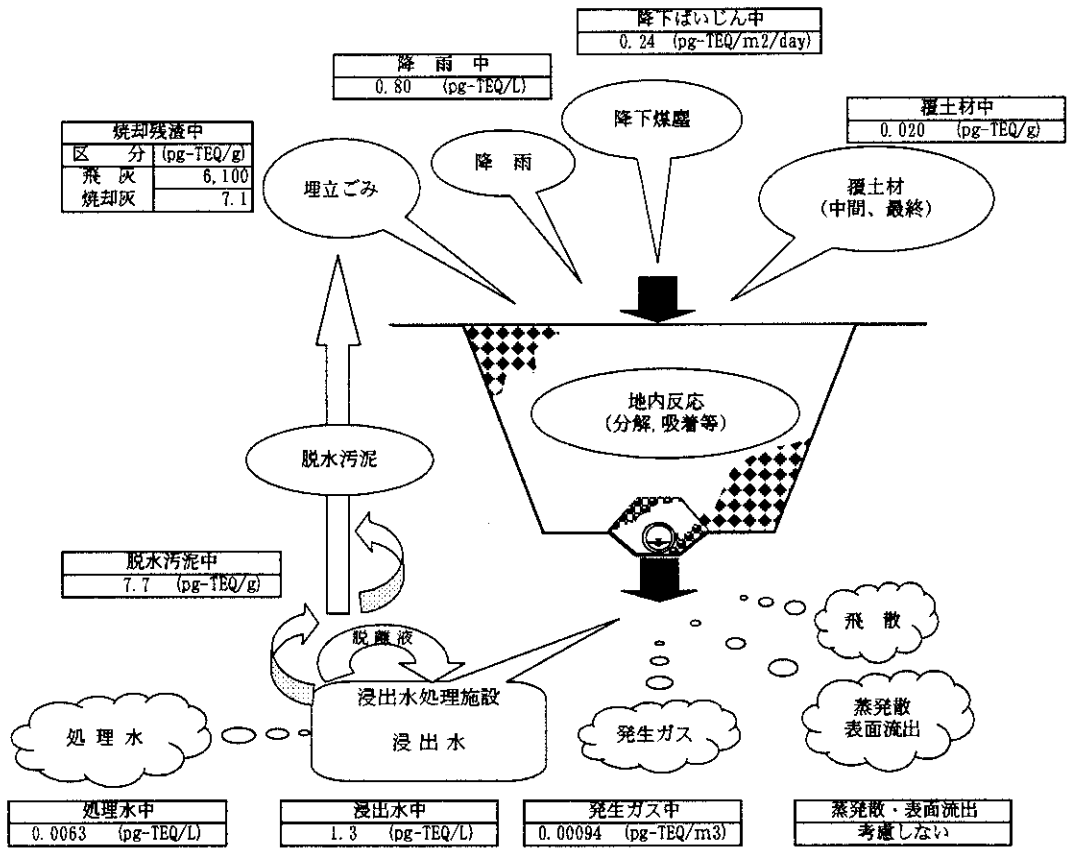 降下ばいじん中
0.24 (pg-TEQ/m2/day)
降 雨 中
0.80 (pg-TEQ/L)
覆土材中
0.020 (pg-TEQ/g)
焼却残渣中
区 分 (pg-TEQ/g)
飛 灰 6,100
焼却灰 7.1
埋立ごみ
降 雨
降下煤塵
覆土材
(中間、最終)
地内反応
(分解,吸着等)
脱水汚泥
脱水汚泥中
7.7 (pg-TEQ/g)
脱離液
浸出水処理施設
浸 出 水
処 理 水
発生ガス
飛 散
蒸発散・
表面流出
処理水中
0.0063 (pg-TEQ/L)
浸出水中
1.3 (pg-TEQ/L)
発生ガス中
0.00094 (pg-TEQ/m3)
蒸発散・表面流出
考慮しない